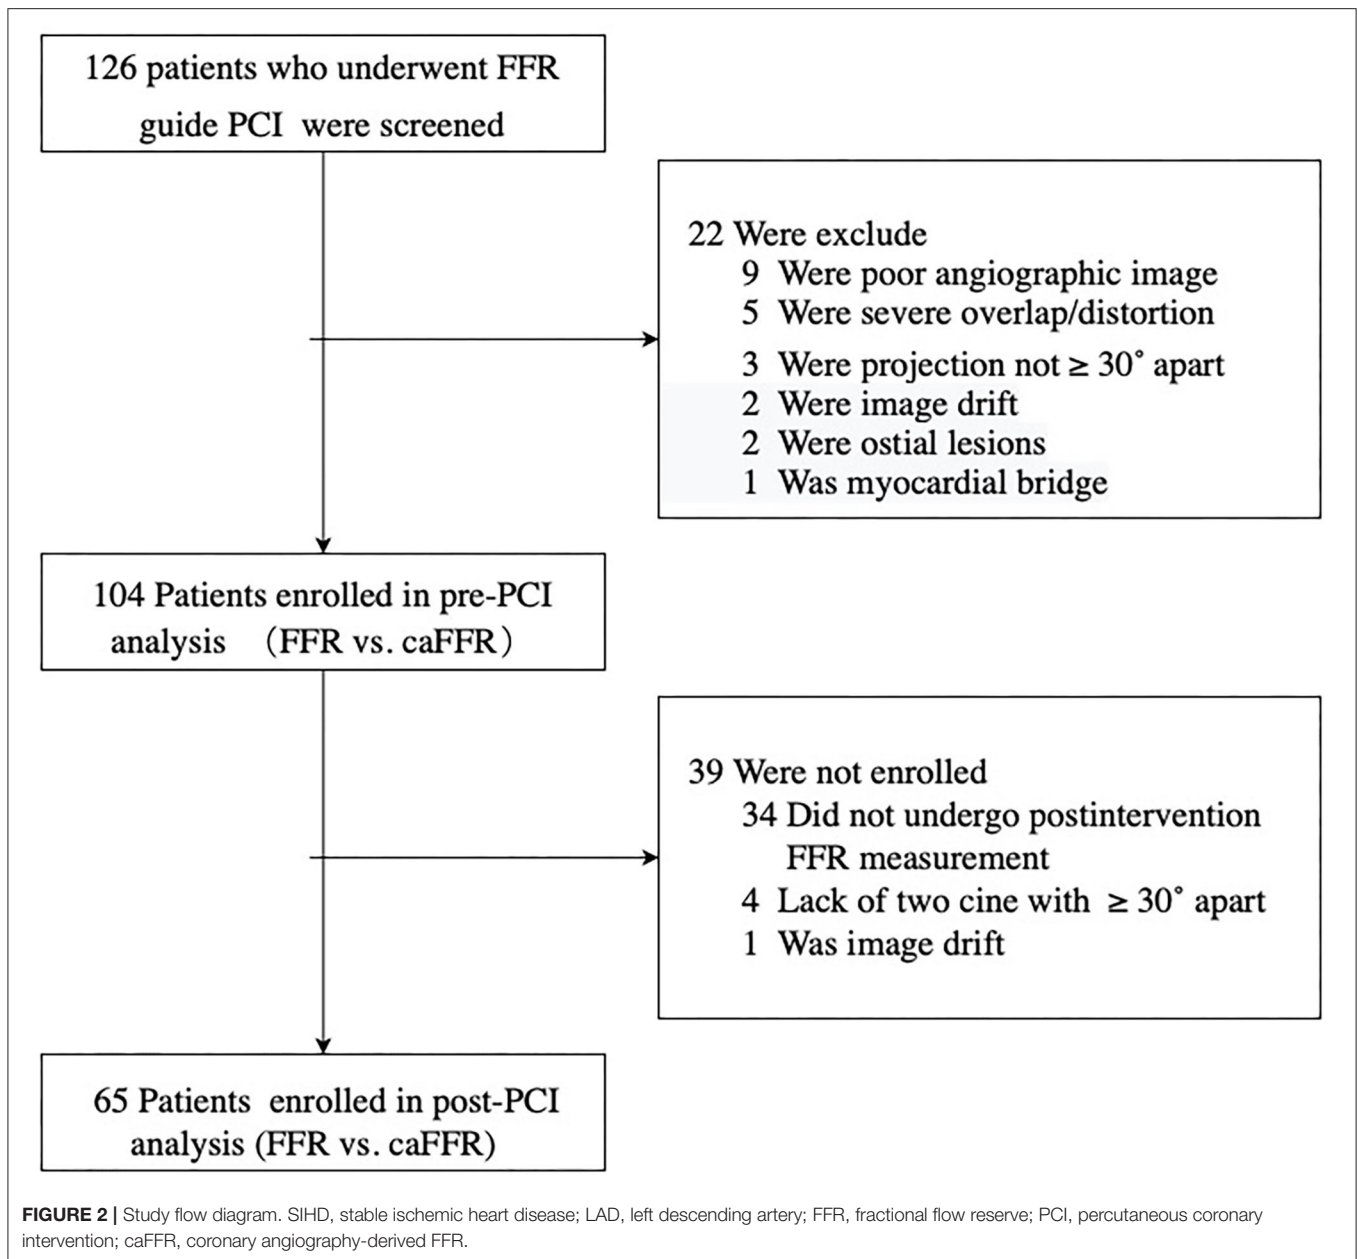 126 patients who underwent FFR
guide PCI were screened
22 Were exclude
9 Were poor angiographic image
5 Were severe overlap/distortion
3 Were projection not ≥ 30° apart
2 Were image drift
2 Were ostial lesions
1 Was myocardial bridge
104 Patients enrolled in pre-PCI
analysis （FFR vs. caFFR）
39 Were not enrolled
34 Did not undergo postintervention
FFR measurement
4 Lack of two cine with ≥ 30° apart
1 Was image drift
65 Patients enrolled in post-PCI
analysis (FFR vs. caFFR)
FIGURE 2 | Study flow diagram. SIHD, stable ischemic heart disease; LAD, left descending artery; FFR, fractional flow reserve; PCI, percutaneous coronary
intervention; caFFR, coronary angiography-derived FFR.